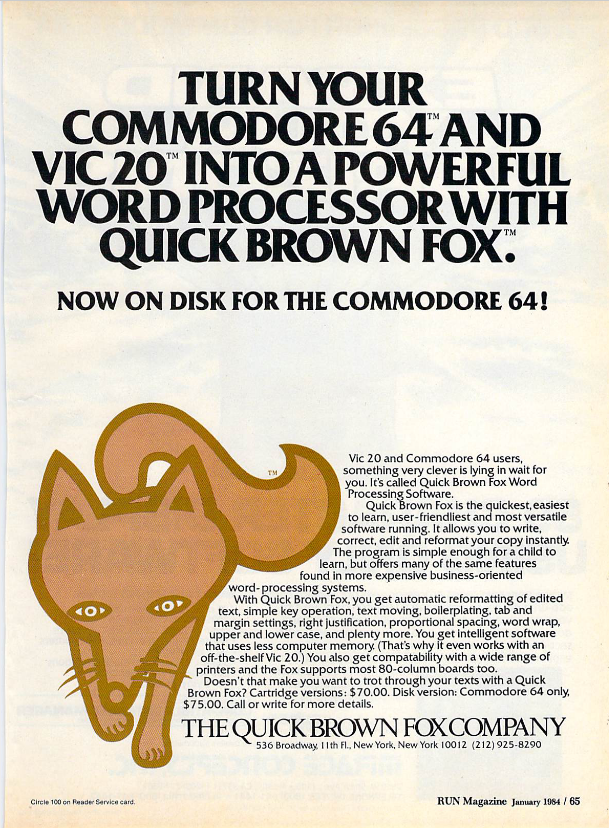 TURN YOUR
COMMODORE 64™ AND
VIC 20™ INTO A POWERFUL
WORD PROCESSOR WITH
QUICK BROWN FOX.™
NOW ON DISK FOR THE COMMODORE 64!
TM
Vic 20 and Commodore 64 users,
something very clever is lying in wait for
you. It's called Quick Brown Fox Word
Processing Software.
Quick Brown Fox is the quickest, easiest
to learn, user-friendliest and most versatile
software running. It allows you to write,
correct, edit and reformat your copy instantly.
The program is simple enough for a child to
learn, but offers many of the same features
found in more expensive business-oriented
word-processing systems.
With Quick Brown Fox, you get automatic reformatting of edited
text, simple key operation, text moving, boilerplating, tab and
margin settings, right justification, proportional spacing, word wrap,
upper and lower case, and plenty more. You get intelligent software
that uses less computer memory. (That's why it even works with an
off-the-shelf Vic 20.) You also get compatability with a wide range of
printers and the Fox supports most 80-column boards too.
Doesn't that make you want to trot through your texts with a Quick
Brown Fox? Cartridge versions: $70.00. Disk version: Commodore 64 only,
$75.00. Call or write for more details.
THE QUICK BROWN FOX COMPANY
536 Broadway, 11th Fl., New York, New York 10012 (212) 925-8290
Circle 100 on Reader Service card.
RUN Magazine January 1984 / 65